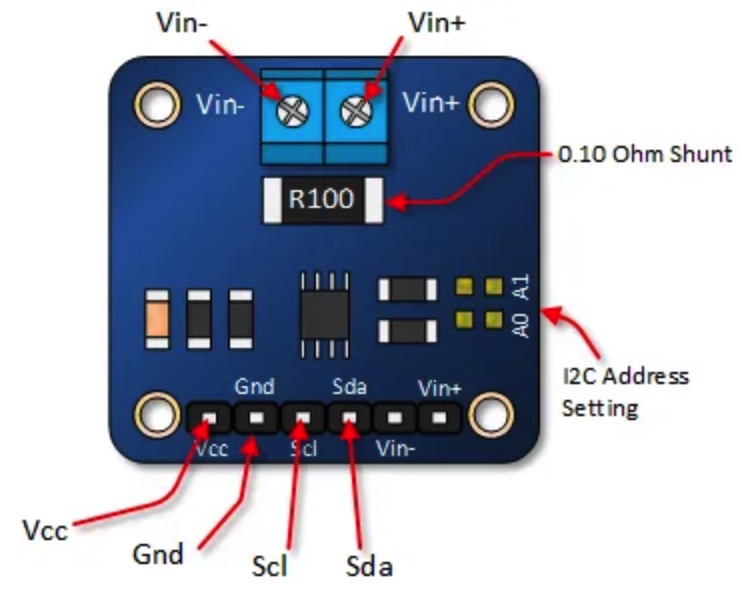 Vin-
Vin+
Vin-
Vin+
0.10 Ohm Shunt
R100
A1
A0
I2C Address
Setting
Gnd
Sda
Vin+
Vcc
Scl
Vin-
Vcc
Gnd
Scl
Sda